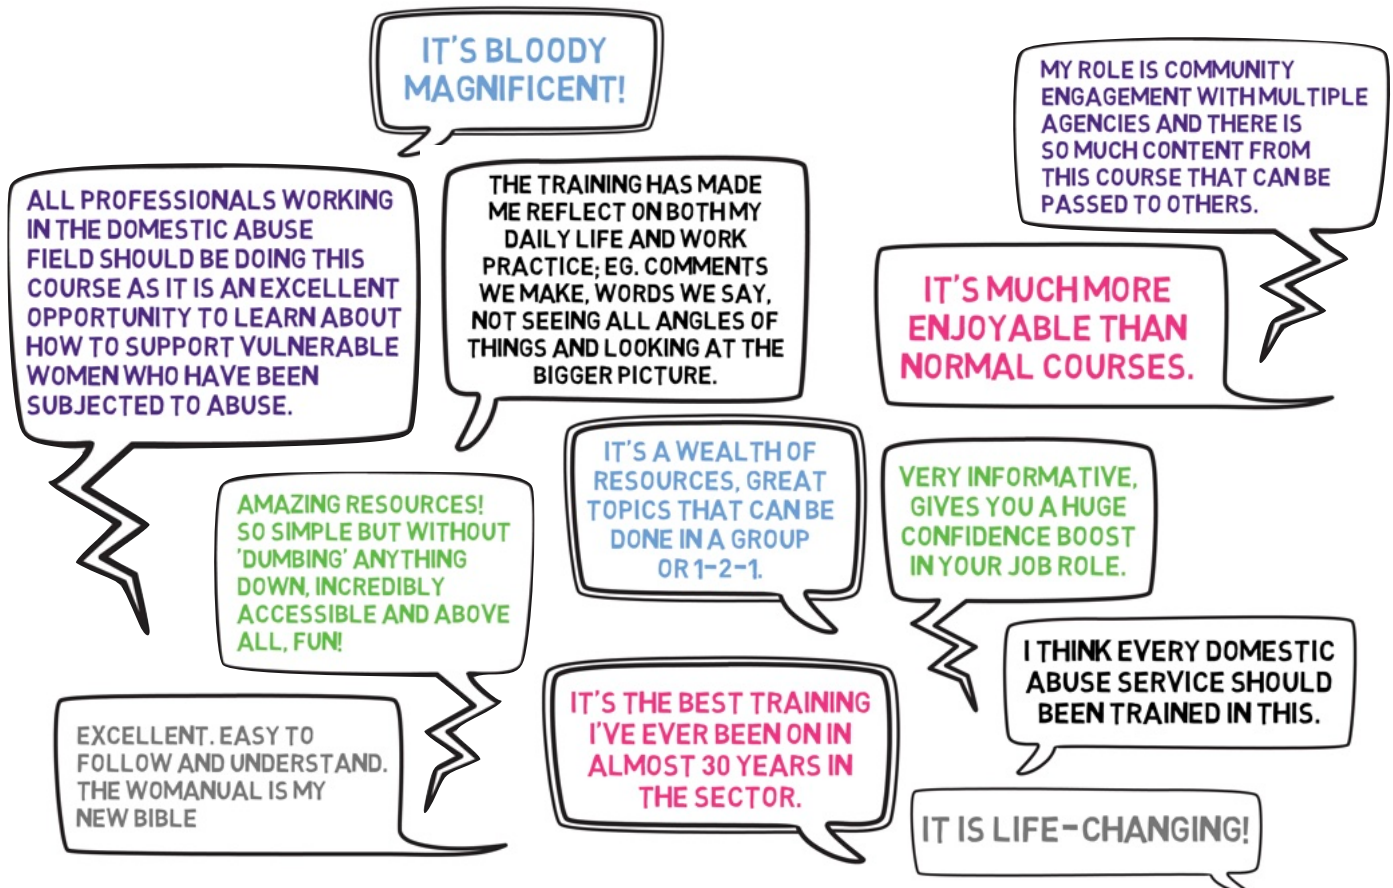 IT'S BLOODY
MAGNIFICENT!
MY ROLE IS COMMUNITY
ENGAGEMENT WITH MULTIPLE
AGENCIES AND THERE IS
SO MUCH CONTENT FROM
THIS COURSE THAT CAN BE
PASSED TO OTHERS.
ALL PROFESSIONALS WORKING
IN THE DOMESTIC ABUSE
FIELD SHOULD BE DOING THIS
COURSE AS IT IS AN EXCELLENT
OPPORTUNITY TO LEARN ABOUT
HOW TO SUPPORT VULNERABLE
WOMEN WHO HAVE BEEN
SUBJECTED TO ABUSE.
THE TRAINING HAS MADE
ME REFLECT ON BOTH MY
DAILY LIFE AND WORK
PRACTICE; EG. COMMENTS
WE MAKE, WORDS WE SAY,
NOT SEEING ALL ANGLES OF
THINGS AND LOOKING AT THE
BIGGER PICTURE.
IT'S MUCH MORE
ENJOYABLE THAN
NORMAL COURSES.
AMAZING RESOURCES!
SO SIMPLE BUT WITHOUT
'DUMBING' ANYTHING
DOWN, INCREDIBLY
ACCESSIBLE AND ABOVE
ALL, FUN!
IT'S A WEALTH OF
RESOURCES, GREAT
TOPICS THAT CAN BE
DONE IN A GROUP
OR 1-2-1.
VERY INFORMATIVE,
GIVES YOU A HUGE
CONFIDENCE BOOST
IN YOUR JOB ROLE.
I THINK EVERY DOMESTIC
ABUSE SERVICE SHOULD
BEEN TRAINED IN THIS.
EXCELLENT. EASY TO
FOLLOW AND UNDERSTAND.
THE WOMANUAL IS MY
NEW BIBLE
IT'S THE BEST TRAINING
I'VE EVER BEEN ON IN
ALMOST 30 YEARS IN
THE SECTOR.
IT IS LIFE-CHANGING!